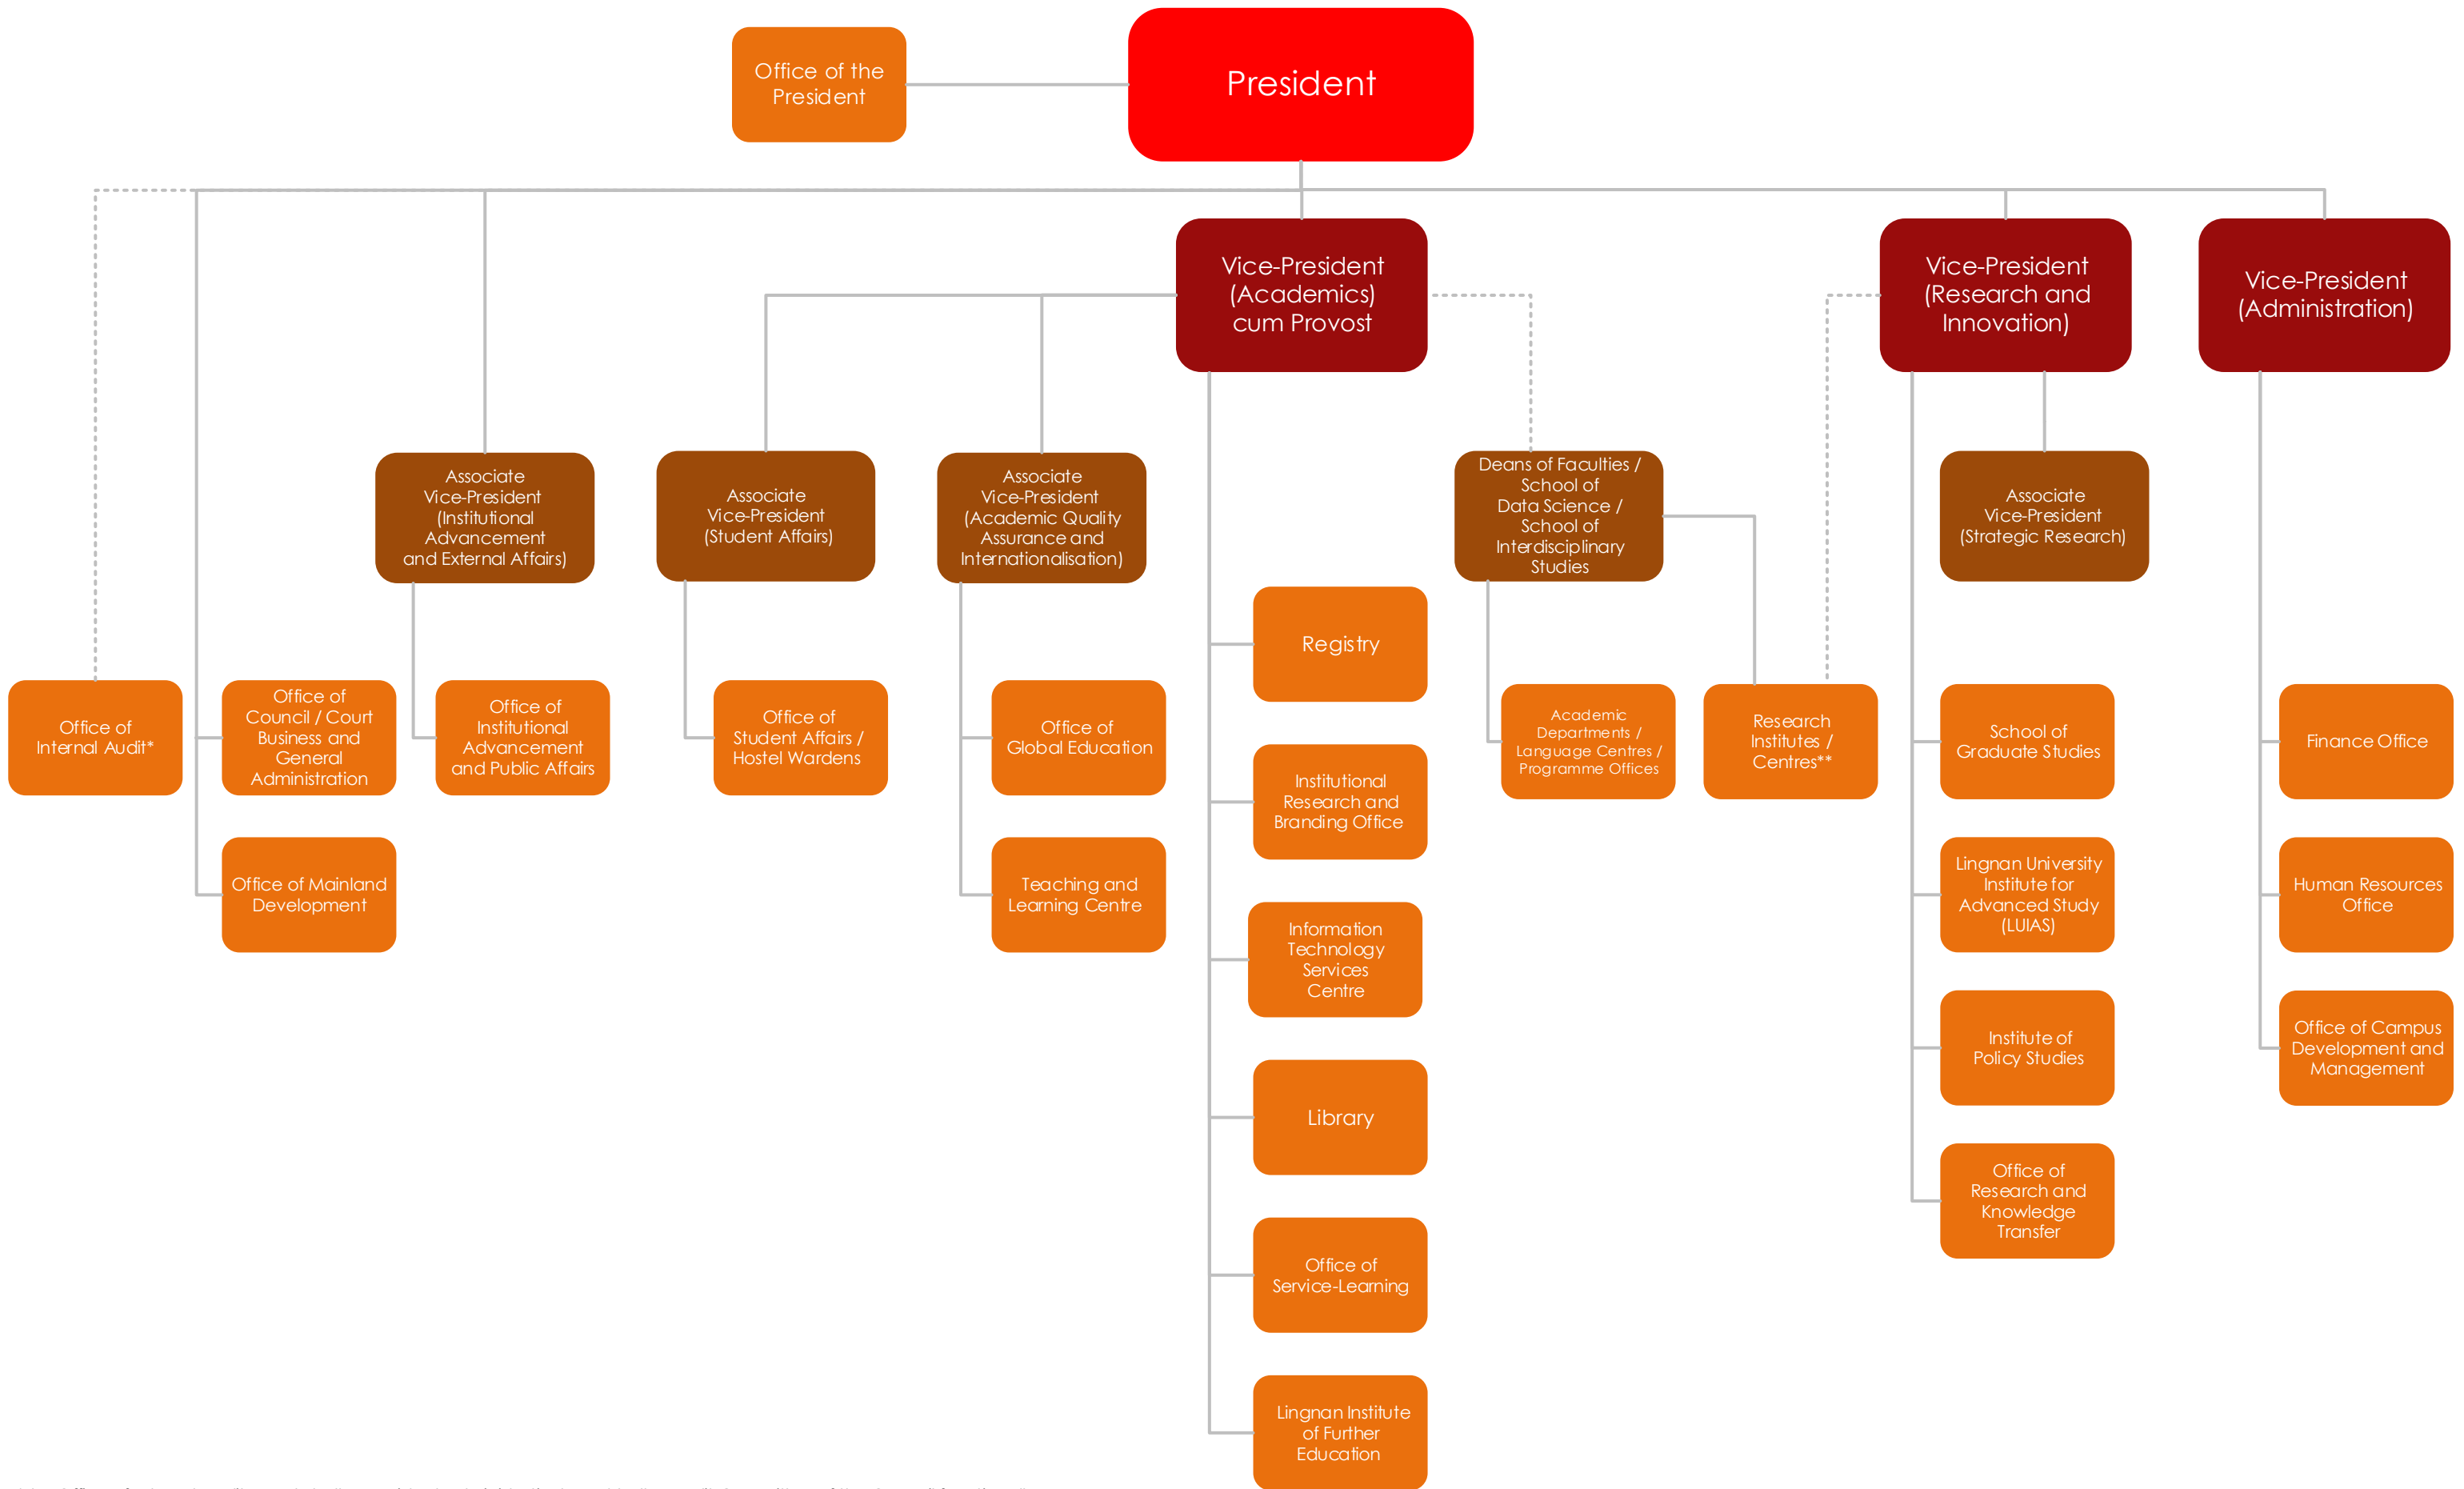 Office of the
President
President
Vice-President
(Academics)
cum Provost
Vice-President
(Research and
Innovation)
Vice-President
(Administration)
Associate
Vice-President
(Institutional
Advancement
and External Affairs)
Associate
Vice-President
(Student Affairs)
Associate
Vice-President
(Academic Quality
Assurance and
Internationalisation)
Deans of Faculties /
School of
Data Science /
School of
Interdisciplinary
Studies
Associate
Vice-President
(Strategic Research)
Office of
Internal Audit*
Office of
Council / Court
Business and
General
Administration
Office of Mainland
Development
Office of
Institutional
Advancement
and Public Affairs
Office of
Student Affairs /
Hostel Wardens
Office of
Global Education
Teaching and
Learning Centre
Registry
Institutional
Research and
Branding Office
Information
Technology
Services
Centre
Library
Office of
Service-Learning
Lingnan Institute
of Further
Education
Academic
Departments /
Language Centres /
Programme Offices
Research
Institutes /
Centres**
School of
Graduate Studies
Lingnan University
Institute for
Advanced Study
(LUIAS)
Institute of
Policy Studies
Office of
Research and
Knowledge
Transfer
Finance Office
Human Resources
Office
Office of Campus
Development and
Management